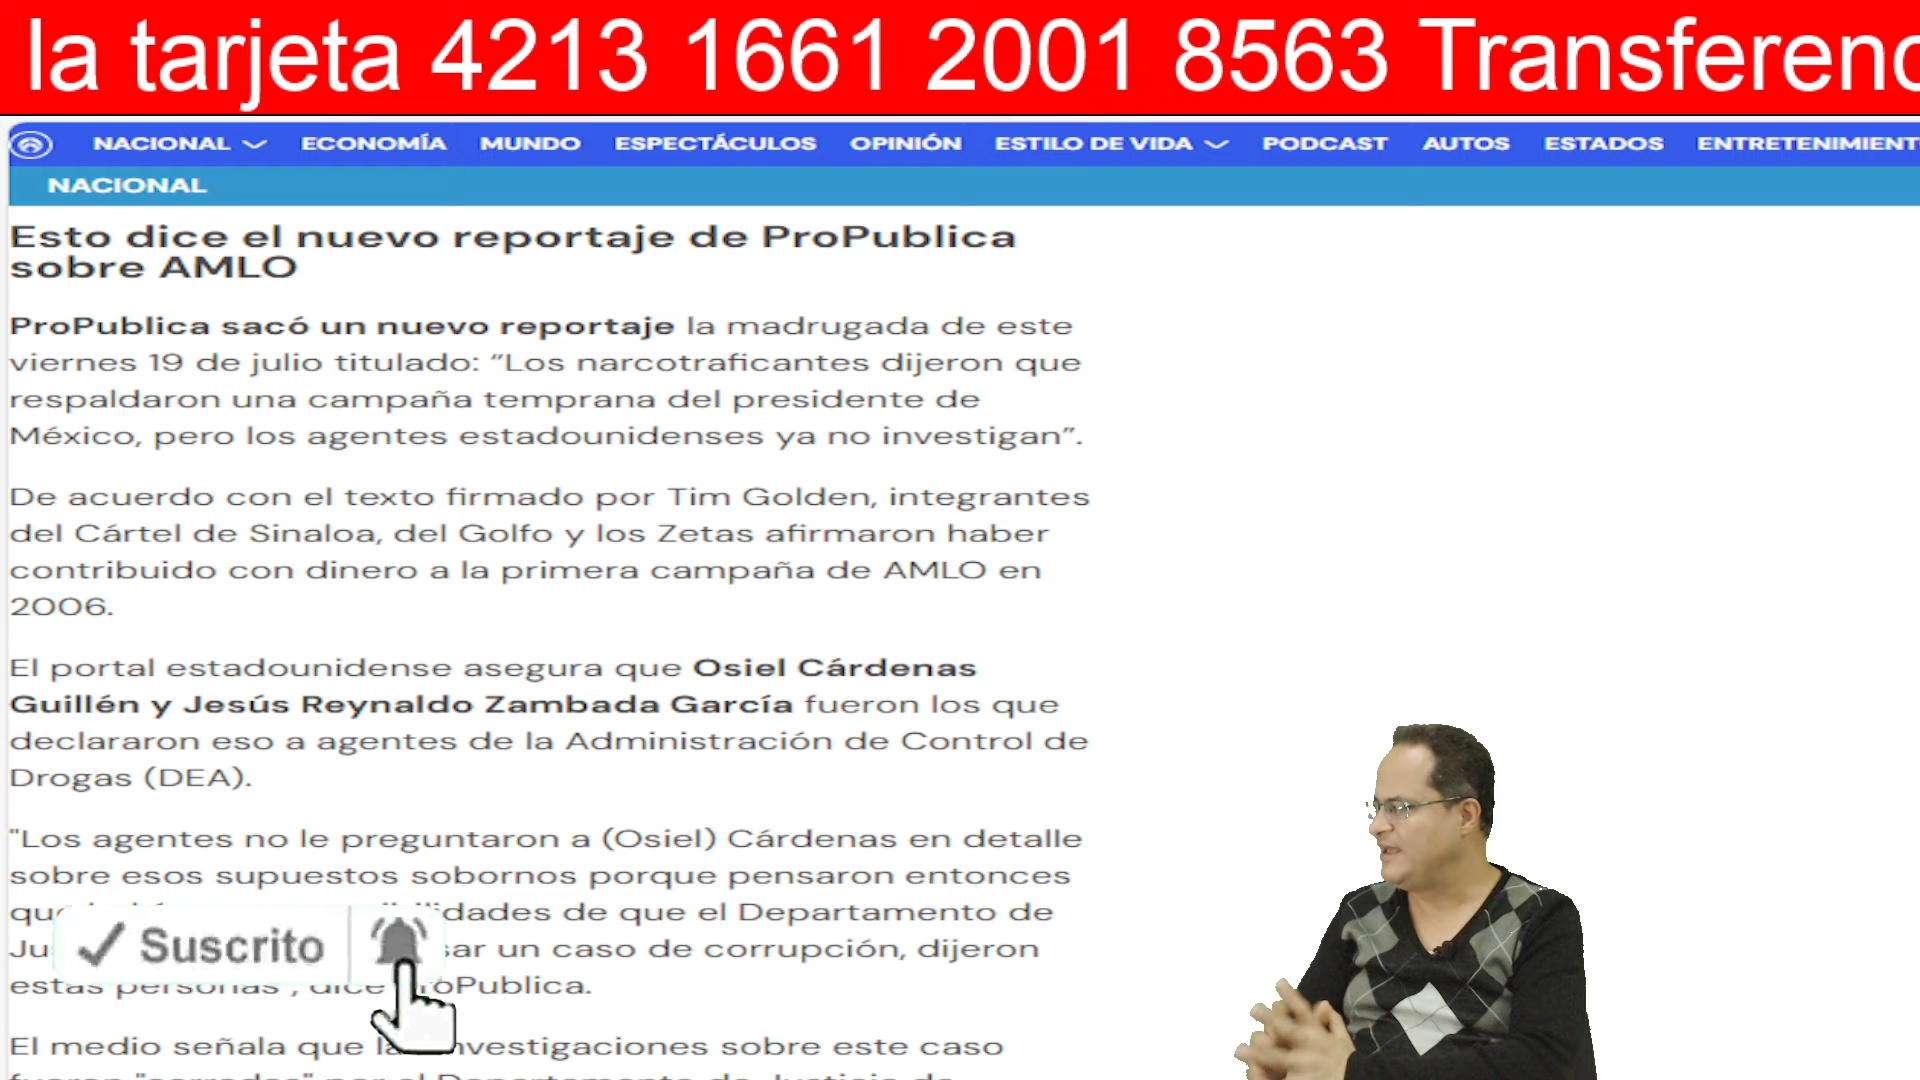 la tarjeta 4213 1661 2001 8563 Transferenc
NACIONAL ECONOMÍA MUNDO ESPECTÁCULOS OPINIÓN ESTILO DE VIDA PODCAST AUTOS ESTADOS ENTRETENIMIENT
NACIONAL
Esto dice el nuevo reportaje de ProPublica
sobre AMLO
ProPublica sacó un nuevo reportaje la madrugada de este
viernes 19 de julio titulado: “Los narcotraficantes dijeron que
respaldaron una campaña temprana del presidente de
México, pero los agentes estadounidenses ya no investigan”.
De acuerdo con el texto firmado por Tim Golden, integrantes
del Cártel de Sinaloa, del Golfo y los Zetas afirmaron haber
contribuido con dinero a la primera campaña de AMLO en
2006.
El portal estadounidense asegura que Osiel Cárdenas
Guillén y Jesús Reynaldo Zambada García fueron los que
declararon eso a agentes de la Administración de Control de
Drogas (DEA).
"Los agentes no le preguntaron a (Osiel) Cárdenas en detalle
sobre esos supuestos sobornos porque pensaron entonces
de que el Departamento de
un caso de corrupción, dijeron
estas personas", dice ProPublica.
Suscrito
El medio señala que investigaciones sobre este caso